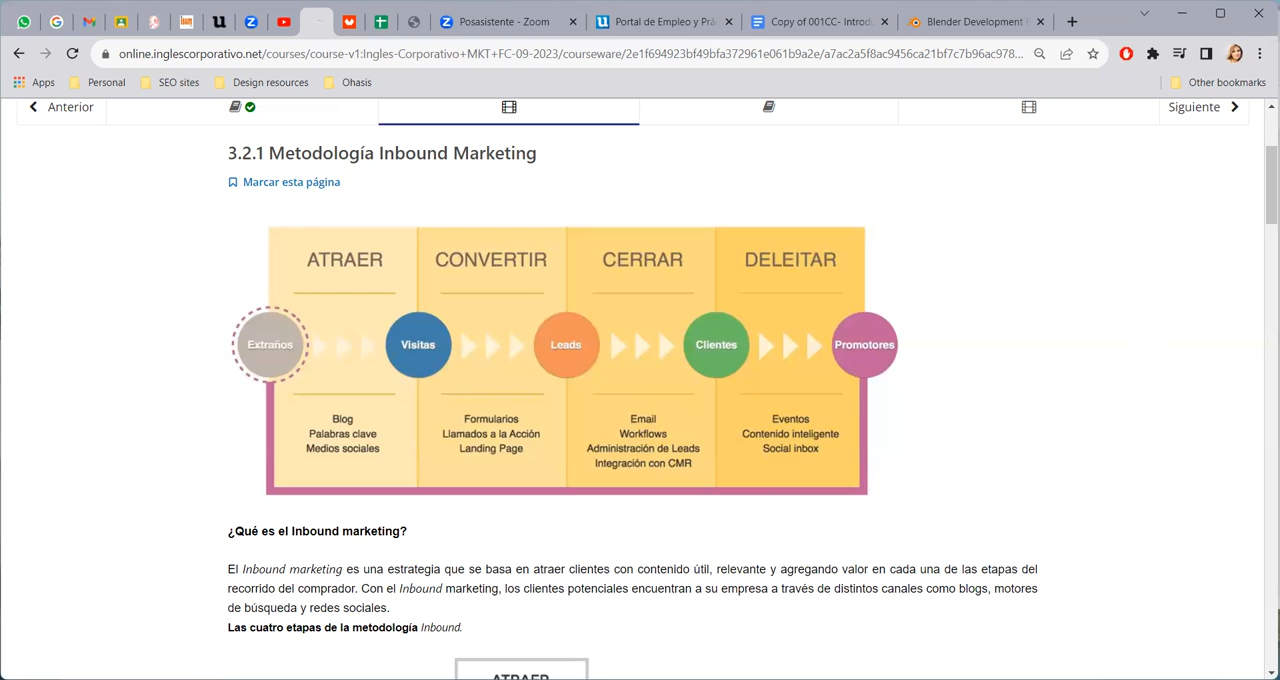 Posasistente - Zoom
Portal de Empleo y Prá
Copy of 001CC- Introdu
Blender Development F
online.inglescorporativo.net/courses/course-v1:Ingles-Corporativo+MKT+FC-09-2023/courseware/2e1f694923bf49bfa372961e061b9a2e/a7ac2a5f8ac9456ca21bf7c7b96ac978...
Apps Personal SEO sites Design resources Ohasis Other bookmarks
Anterior Siguiente
3.2.1 Metodología Inbound Marketing
Marcar esta página
ATRAER CONVERTIR CERRAR DELEITAR
Extraños Visitas Leads Clientes Promotores
Blog
Palabras clave
Medios sociales
Formularios
Llamados a la Acción
Landing Page
Email
Workflows
Administración de Leads
Integración con CMR
Eventos
Contenido inteligente
Social inbox
¿Qué es el Inbound marketing?
El Inbound marketing es una estrategia que se basa en atraer clientes con contenido útil, relevante y agregando valor en cada una de las etapas del
recorrido del comprador. Con el Inbound marketing, los clientes potenciales encuentran a su empresa a través de distintos canales como blogs, motores
de búsqueda y redes sociales.
Las cuatro etapas de la metodología Inbound.
ATRAER